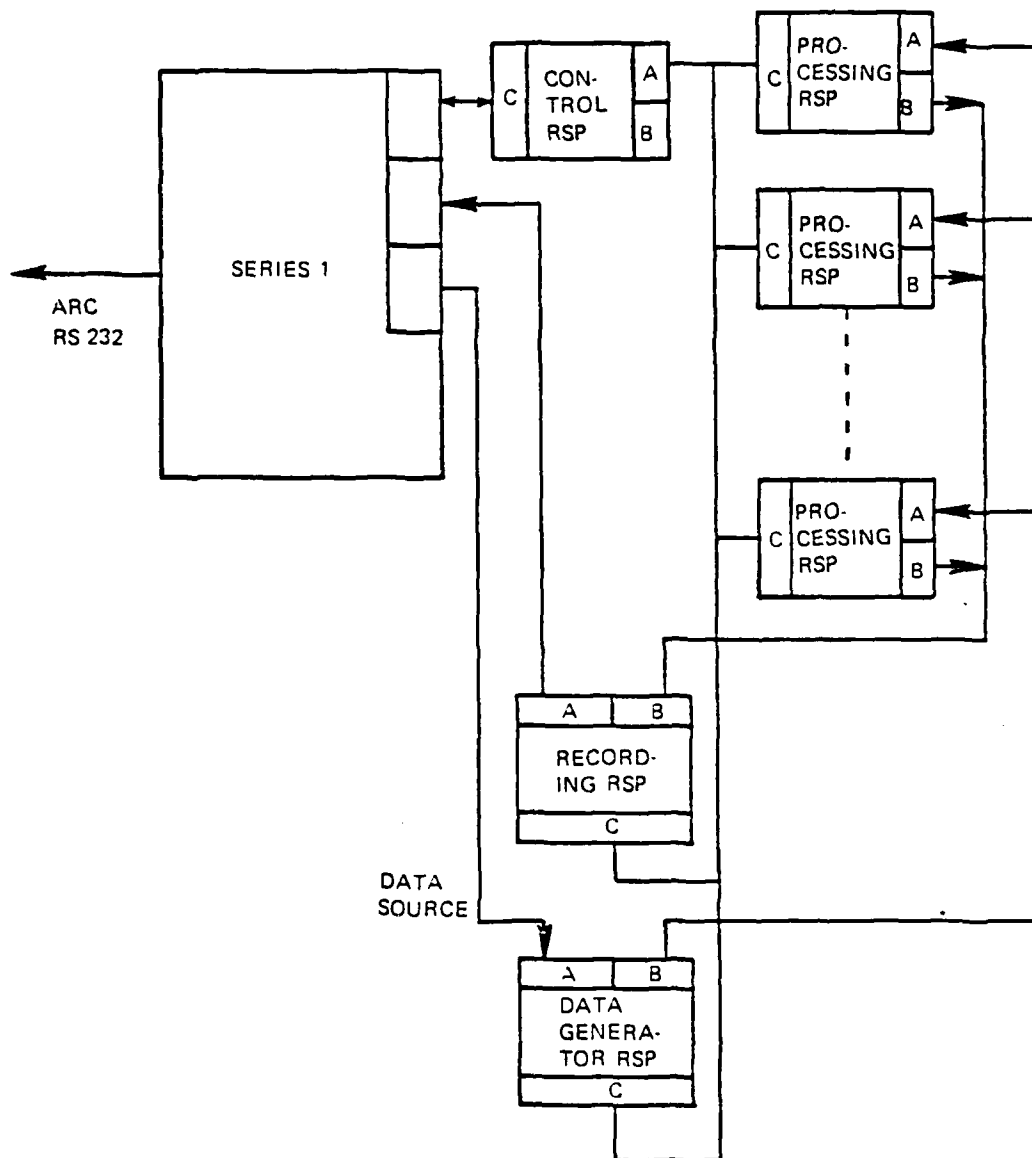 SERIES 1
ARC
RS 232
C
CON-
TROL
RSP
A
B
C
PRO-
CESSING
RSP
A
B
C
PRO-
CESSING
RSP
A
B
C
PRO-
CESSING
RSP
A
B
A
B
RECORD-
ING RSP
C
DATA
SOURCE
A
B
DATA
GENERA-
TOR RSP
C